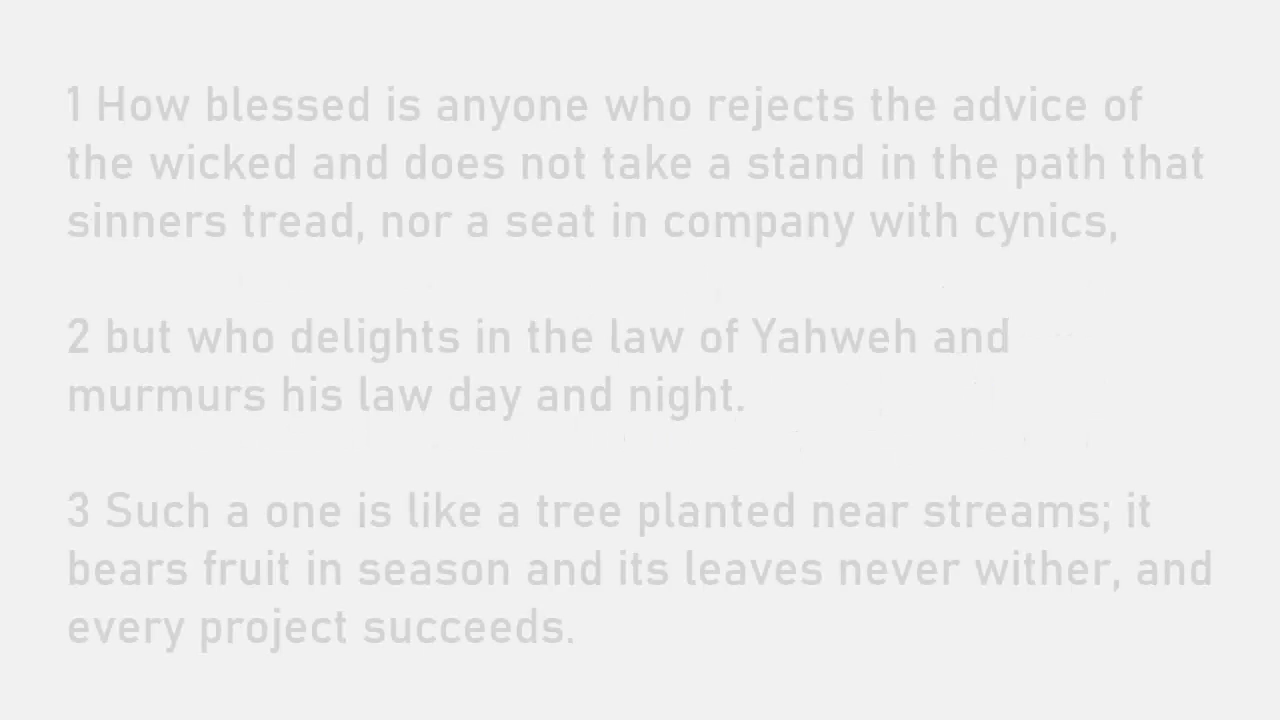 1 How blessed is anyone who rejects the advice of
the wicked and does not take a stand in the path that
sinners tread, nor a seat in company with cynics,
2 but who delights in the law of Yahweh and
murmurs his law day and night.
3 Such a one is like a tree planted near streams; it
bears fruit in season and its leaves never wither, and
every project succeeds.